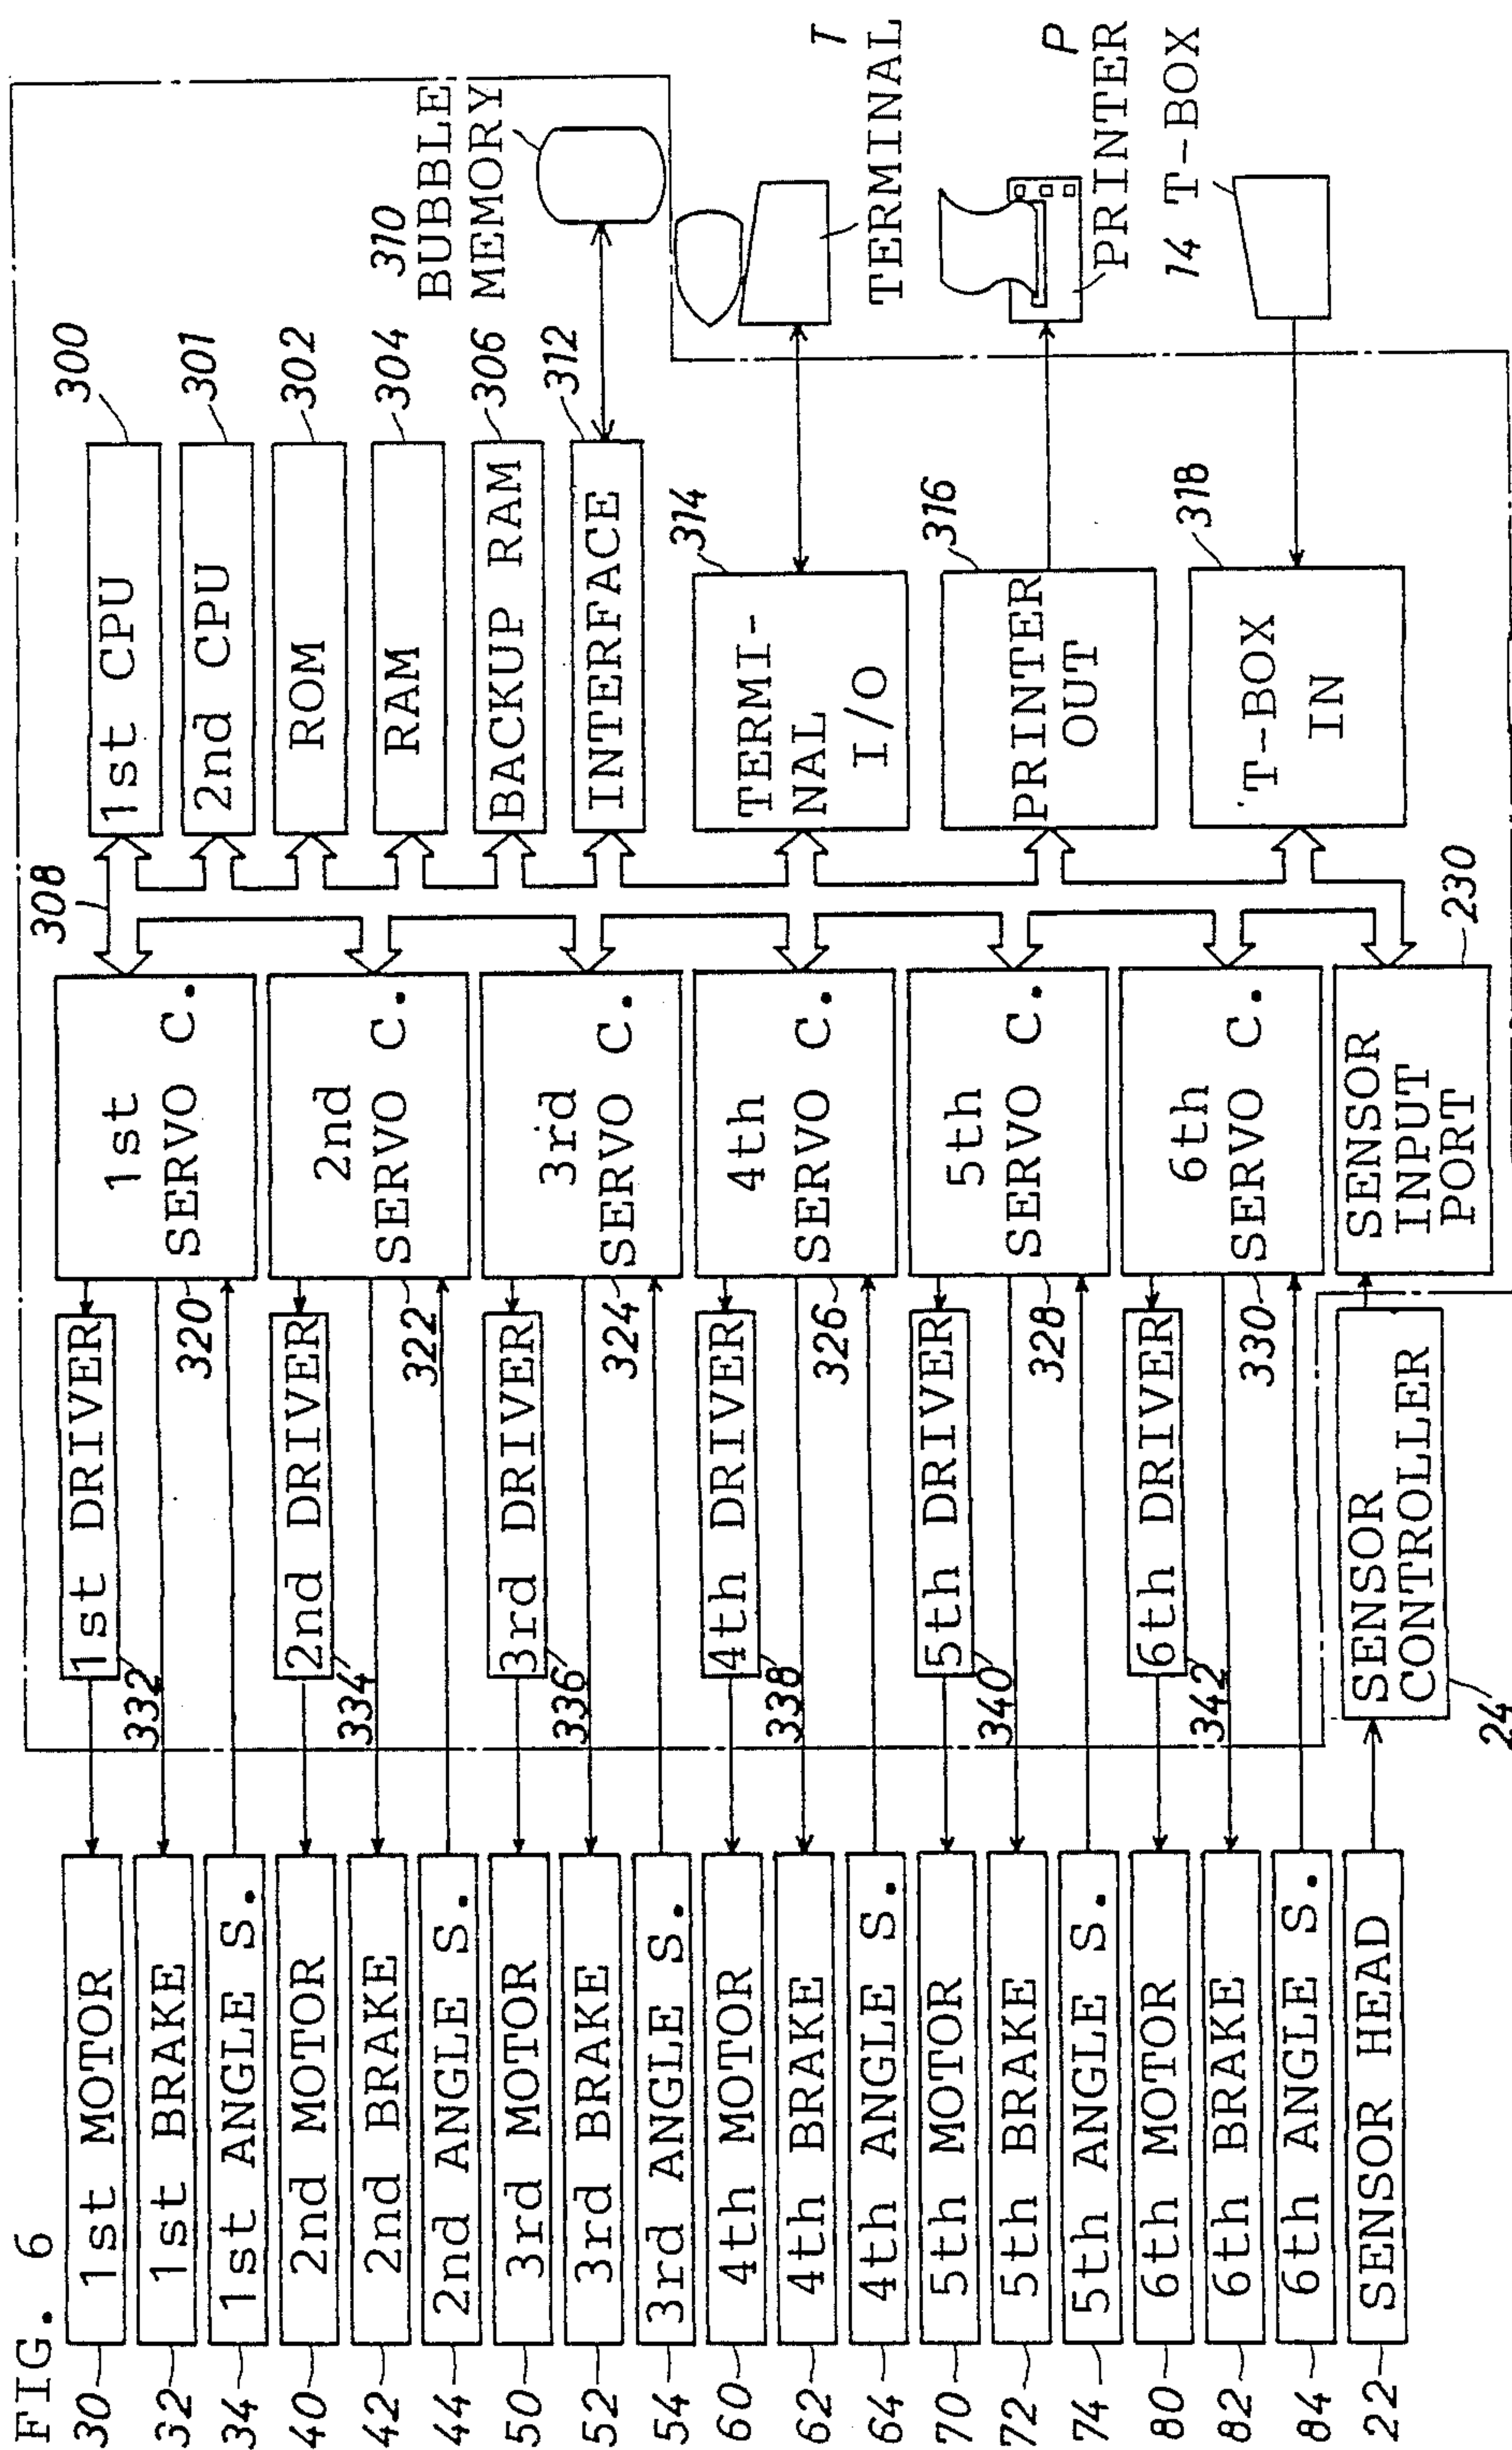 FIG. 6
30
1st MOTOR
32
1st BRAKE
34
1st ANGLE S.
40
2nd MOTOR
42
2nd BRAKE
44
2nd ANGLE S.
50
3rd MOTOR
52
3rd BRAKE
54
3rd ANGLE S.
60
4th MOTOR
62
4th BRAKE
64
4th ANGLE S.
70
5th MOTOR
72
5th BRAKE
74
5th ANGLE S.
80
6th MOTOR
82
6th BRAKE
84
6th ANGLE S.
22
SENSOR HEAD
1st DRIVER
332
2nd DRIVER
334
3rd DRIVER
336
4th DRIVER
338
5th DRIVER
340
6th DRIVER
342
SENSOR
CONTROLLER
24
1st
SERVO C.
320
2nd
SERVO C.
322
3rd
SERVO C.
324
4th
SERVO C.
326
5th
SERVO C.
328
6th
SERVO C.
330
SENSOR
INPUT
PORT
230
308
1st CPU
300
2nd CPU
301
ROM
302
RAM
304
BACKUP RAM
306
INTERFACE
312
310
BUBBLE
MEMORY
TERMI-
NAL
I/O
314
T
TERMINAL
PRINTER
OUT
316
P
PRINTER
T-BOX
IN
318
14 T-BOX